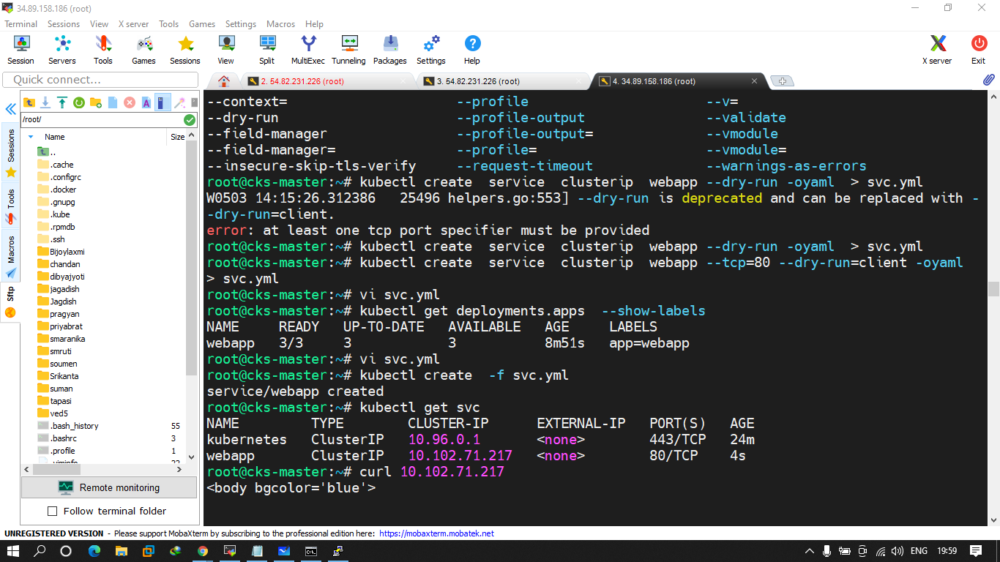 34.89.158.186 (root)
Terminal Sessions View X server Tools Games Settings Macros Help
Session Servers Tools Games Sessions View Split MultiExec Tunneling Packages Settings Help X server Exit
Quick connect...
2. 54.82.231.226 (root)
3. 54.82.231.226 (root)
4. 34.89.158.186 (root)
Sessions
Tools
Macros
Sftp
/root/
Name Size
..
.cache
.configrc
.docker
.gnupg
.kube
.rpmdb
.ssh
Bijoylaxmi
chandan
dibyajyoti
jagadish
Jagdish
pragyan
priyabrat
smaranika
smruti
soumen
Srikanta
suman
tapasi
ved5
.bash_history 55
.bashrc 3
.profile 1
Remote monitoring
Follow terminal folder
--context= --profile --v=
--dry-run --profile-output --validate
--field-manager --profile-output= --vmodule
--field-manager= --profile= --vmodule=
--insecure-skip-tls-verify --request-timeout --warnings-as-errors
root@cks-master:~# kubectl create  service  clusterip  webapp --dry-run -oyaml  > svc.yml
W0503 14:15:26.312386   25496 helpers.go:553] --dry-run is deprecated and can be replaced with -
-dry-run=client.
error: at least one tcp port specifier must be provided
root@cks-master:~# kubectl create  service  clusterip  webapp --dry-run -oyaml  > svc.yml
root@cks-master:~# kubectl create  service  clusterip  webapp --tcp=80 --dry-run=client -oyaml
> svc.yml
root@cks-master:~# vi svc.yml
root@cks-master:~# kubectl get deployments.apps  --show-labels
NAME     READY   UP-TO-DATE   AVAILABLE   AGE     LABELS
webapp   3/3     3            3           8m51s   app=webapp
root@cks-master:~# vi svc.yml
root@cks-master:~# kubectl create  -f svc.yml
service/webapp created
root@cks-master:~# kubectl get svc
NAME         TYPE        CLUSTER-IP      EXTERNAL-IP   PORT(S)   AGE
kubernetes   ClusterIP   10.96.0.1       <none>        443/TCP   24m
webapp       ClusterIP   10.102.71.217   <none>        80/TCP    4s
root@cks-master:~# curl 10.102.71.217
<body bgcolor='blue'>
UNREGISTERED VERSION - Please support MobaXterm by subscribing to the professional edition here: https://mobaxterm.mobatek.net
ENG 19:59